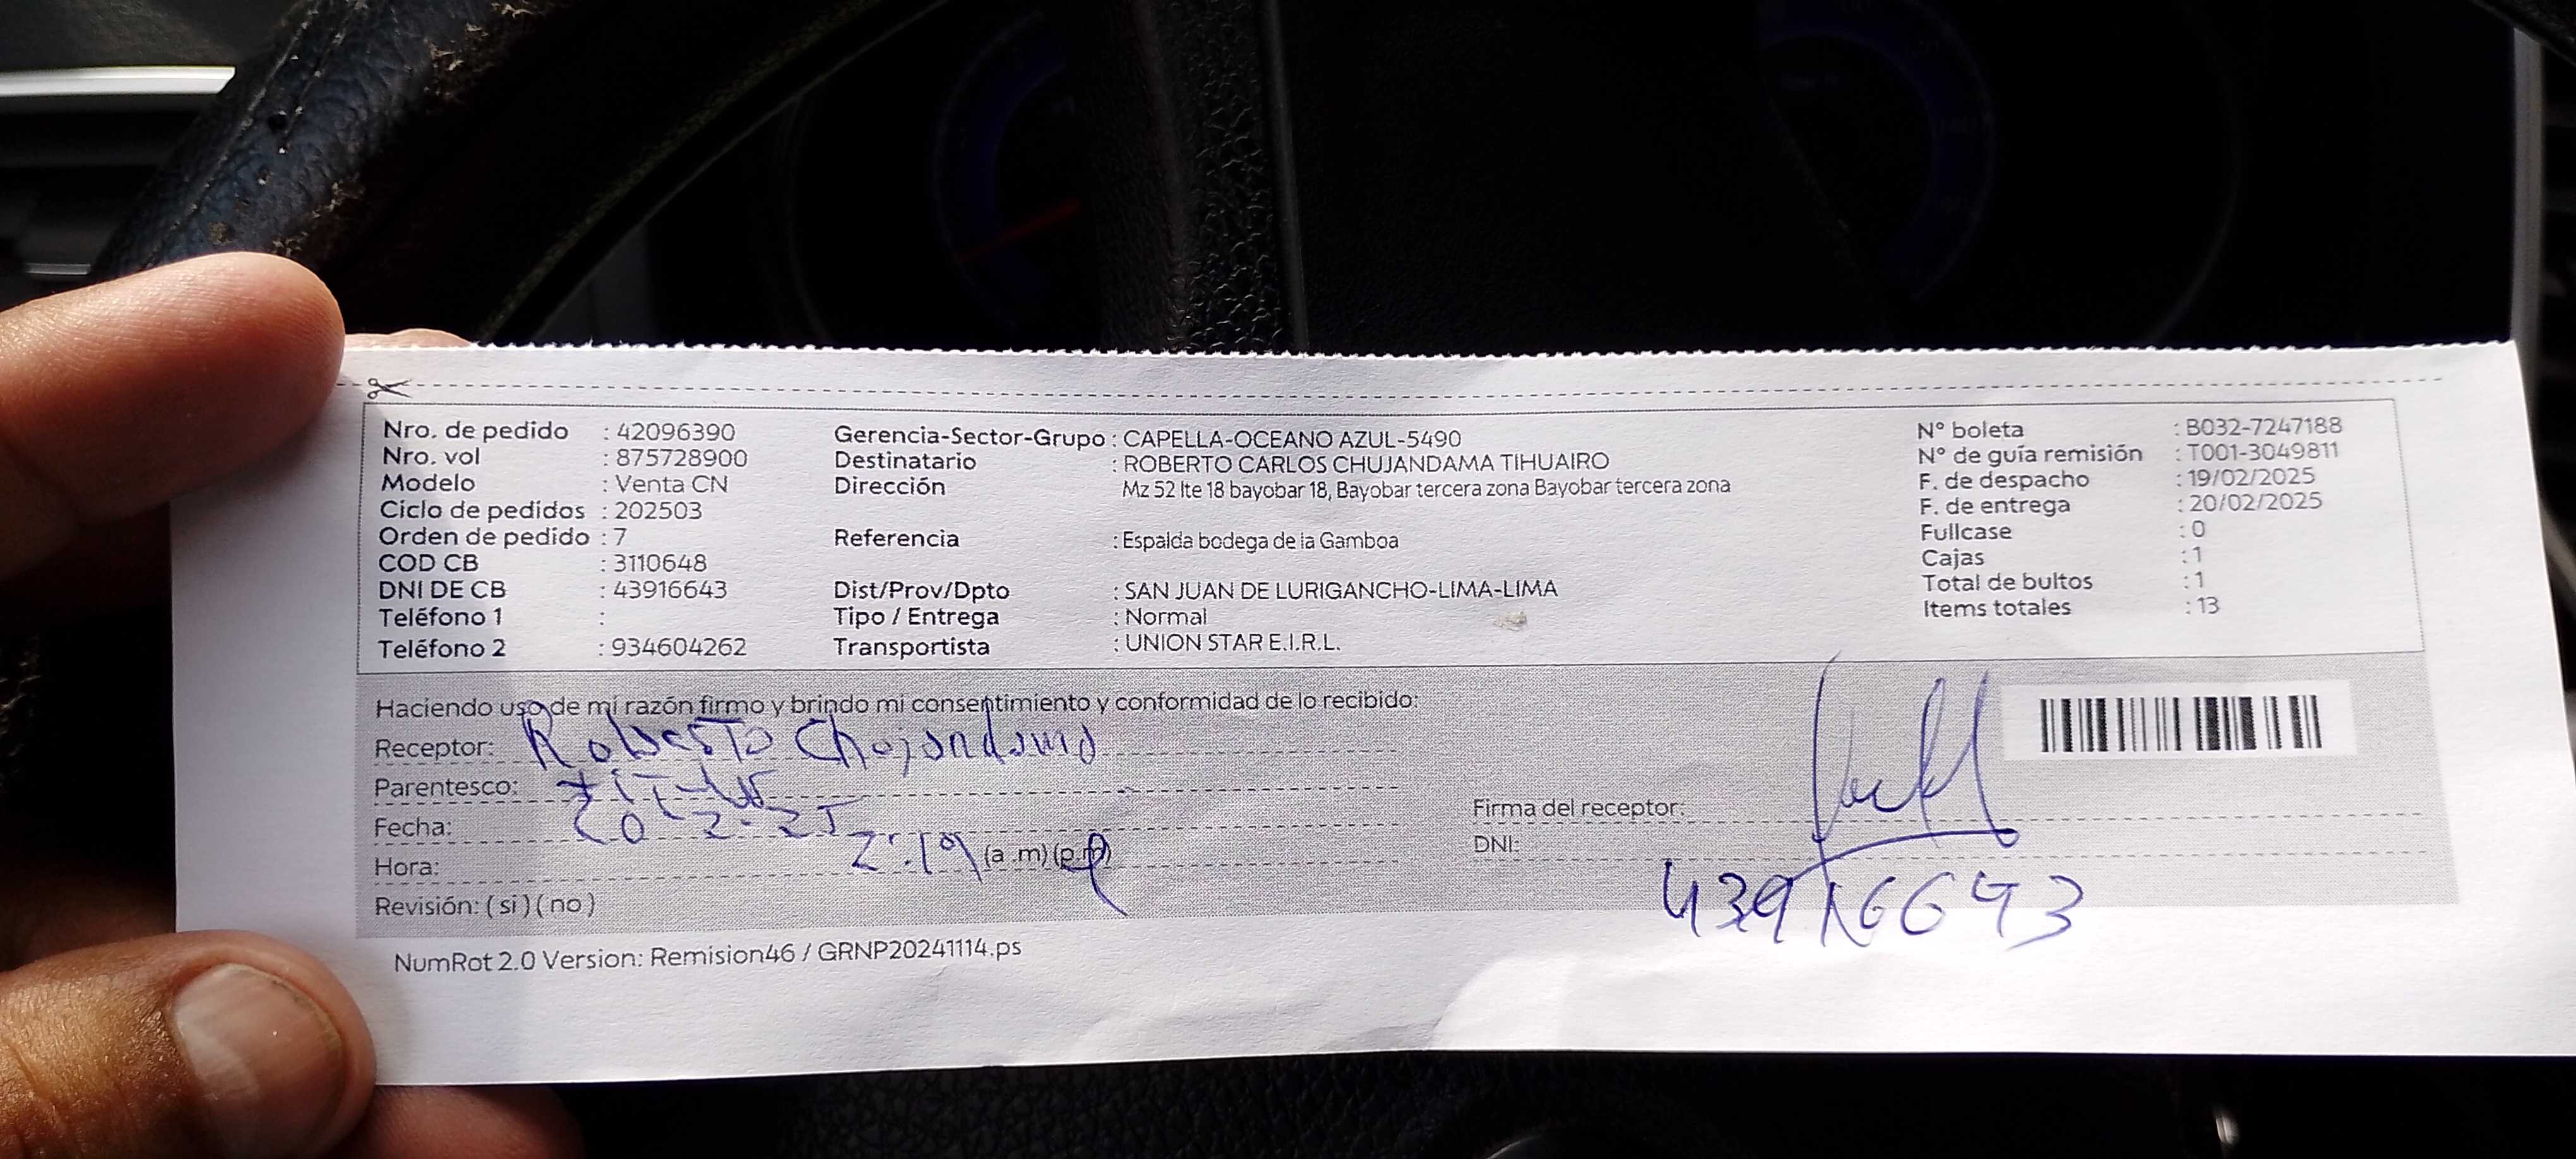 Nro. de pedido : 42096390
Nro. vol : 875728900
Modelo : Venta CN
Ciclo de pedidos : 202503
Orden de pedido : 7
COD CB : 3110648
DNI DE CB : 43916643
Teléfono 1 :
Teléfono 2 : 934604262
Gerencia-Sector-Grupo : CAPELLA-OCEANO AZUL-5490
Destinatario : ROBERTO CARLOS CHUJANDAMA TIHUAIRO
Dirección Mz 52 lte 18 bayobar 18, Bayobar tercera zona Bayobar tercera zona
Referencia : Espalda bodega de la Gamboa
Dist/Prov/Dpto : SAN JUAN DE LURIGANCHO-LIMA-LIMA
Tipo / Entrega : Normal
Transportista : UNION STAR E.I.R.L.
N° boleta : B032-7247188
N° de guía remisión : T001-3049811
F. de despacho : 19/02/2025
F. de entrega : 20/02/2025
Fullcase : 0
Cajas : 1
Total de bultos : 1
Items totales : 13
Haciendo uso de mi razón firmo y brindo mi consentimiento y conformidad de lo recibido:
Receptor: Roberto Chujandama
Parentesco:
Fecha: 20-2-25
Hora: 2:19 (a .m) (p.m)
Revisión: ( si ) ( no )
Firma del receptor:
DNI: 43916643
NumRot 2.0 Version: Remision46 / GRNP20241114.ps